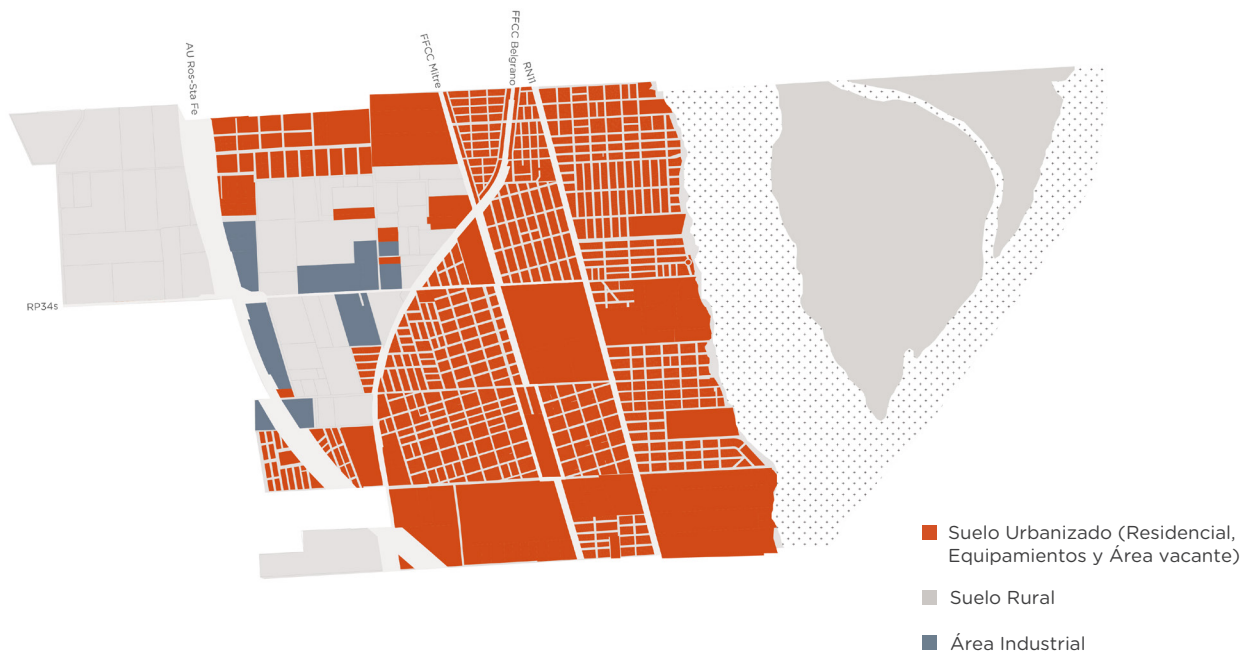 AU Ros-Sta Fe
FFCC Mitre
FFCC Belgrano
RN11
RP34s
Suelo Urbanizado (Residencial,
Equipamientos y Área vacante)
Suelo Rural
Área Industrial